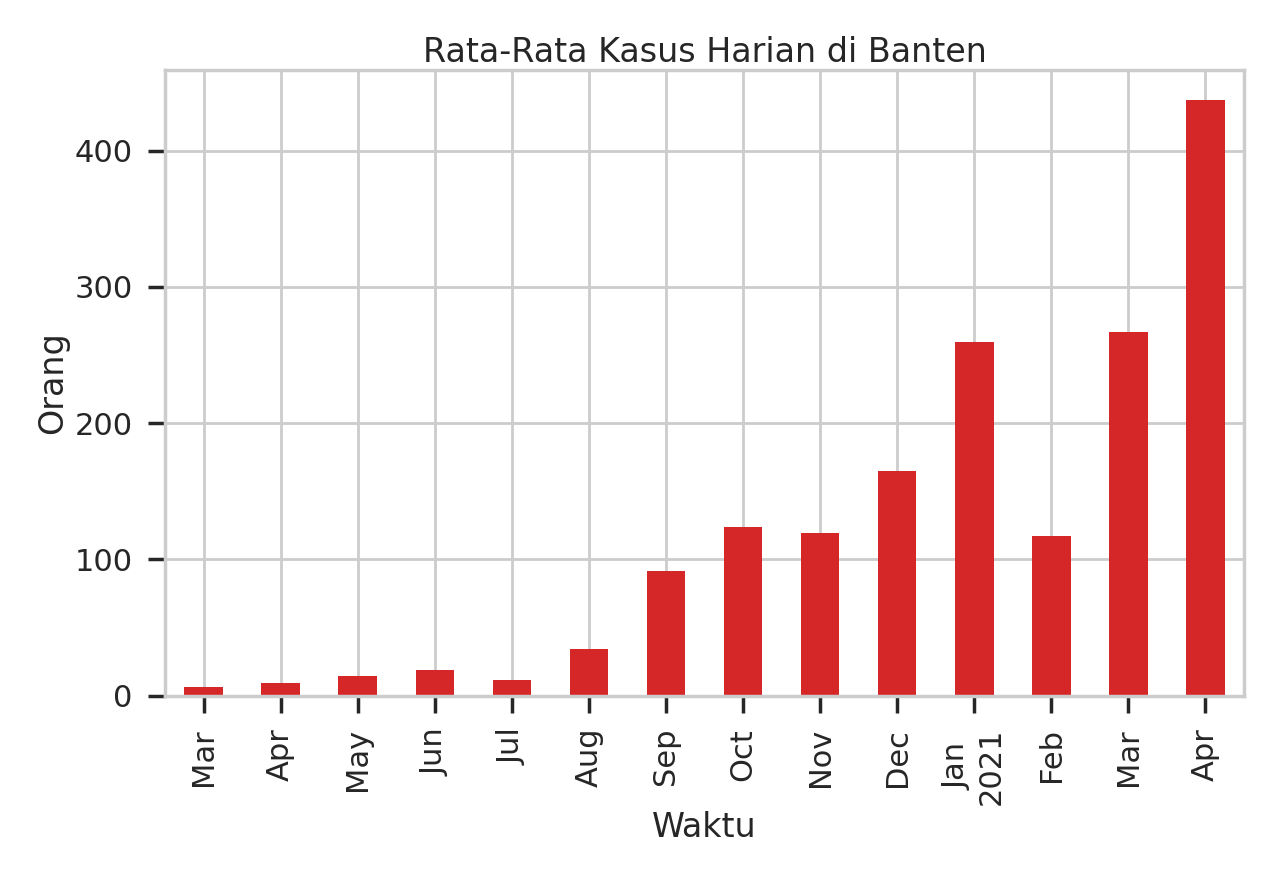 Rata-Rata Kasus Harian di Banten
400
300
200
100
0
Orang
Mar
Apr
May
Jun
Jul
Aug
Sep
Oct
Nov
Dec
Jan
2021
Feb
Mar
Apr
Waktu